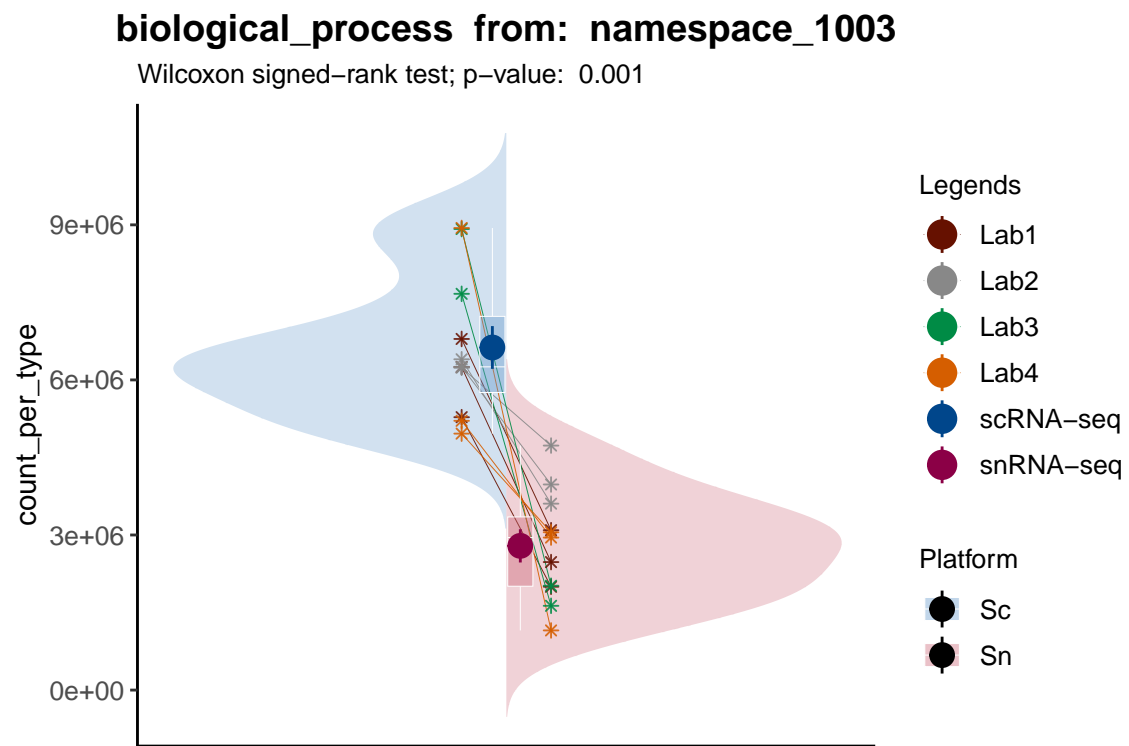 biological_process from: namespace_1003
Wilcoxon signed−rank test; p−value: 0.001
count_per_type
9e+06
6e+06
3e+06
0e+00
Legends
Lab1
Lab2
Lab3
Lab4
scRNA−seq
snRNA−seq
Platform
Sc
Sn